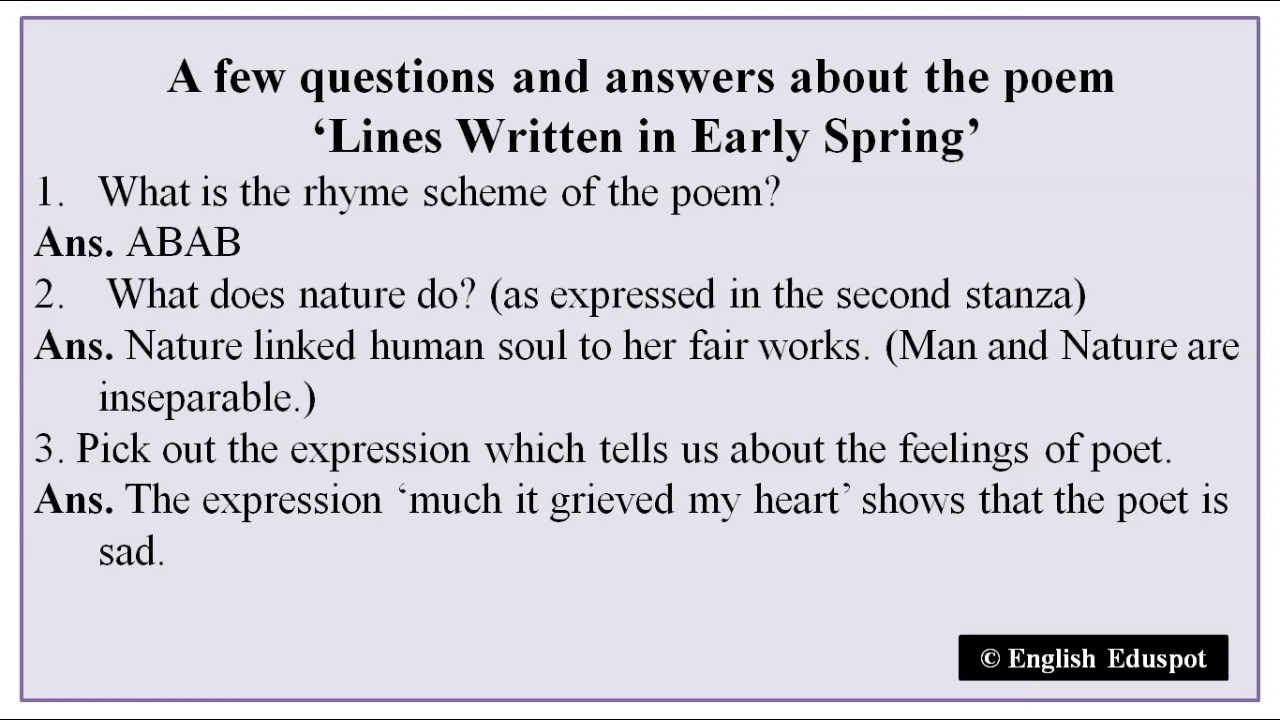 A few questions and answers about the poem
‘Lines Written in Early Spring’
1. What is the rhyme scheme of the poem?
Ans. ABAB
2. What does nature do? (as expressed in the second stanza)
Ans. Nature linked human soul to her fair works. (Man and Nature are
inseparable.)
3. Pick out the expression which tells us about the feelings of poet.
Ans. The expression ‘much it grieved my heart’ shows that the poet is
sad.
© English Eduspot